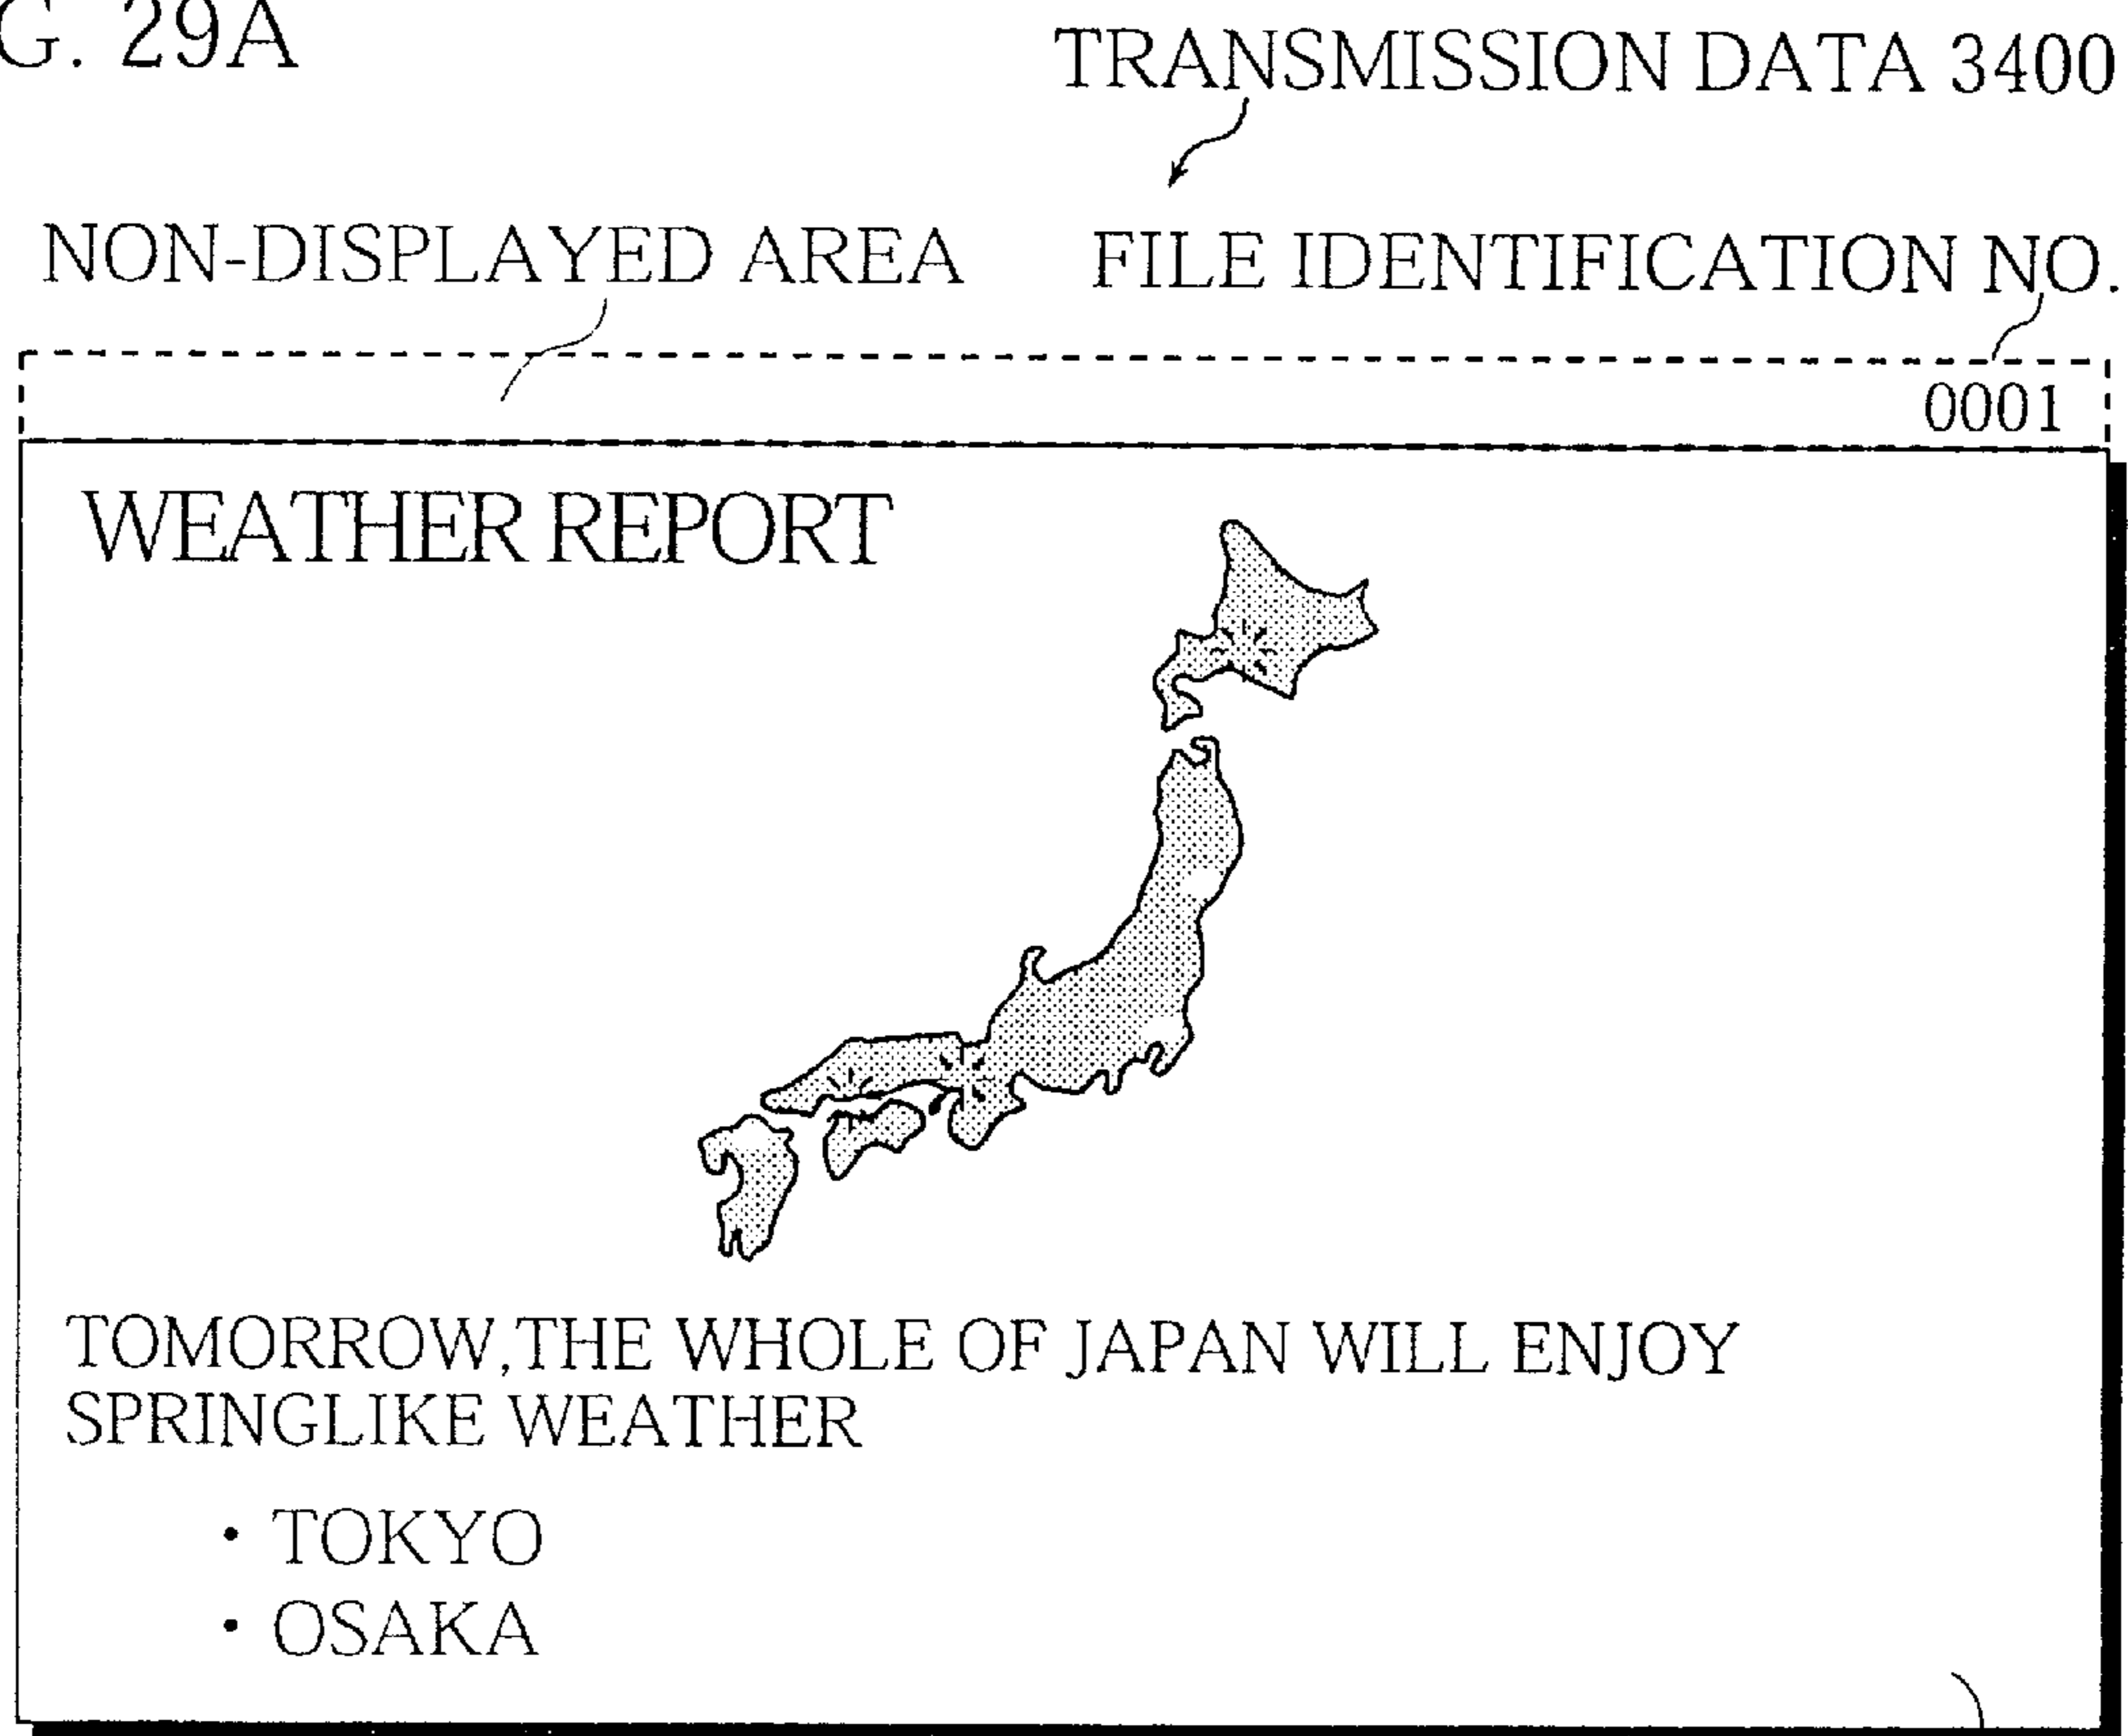 G. 29A
TRANSMISSION DATA 3400
NON-DISPLAYED AREA
FILE IDENTIFICATION NO.
0001
WEATHER REPORT
TOMORROW,THE WHOLE OF JAPAN WILL ENJOY
SPRINGLIKE WEATHER
• TOKYO
• OSAKA